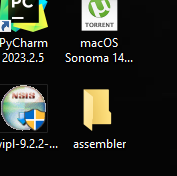 PC
TORRENT
PyCharm
2023.2.5
macOS
Sonoma 14...
NSIS
vipl-9.2.2-...
assembler